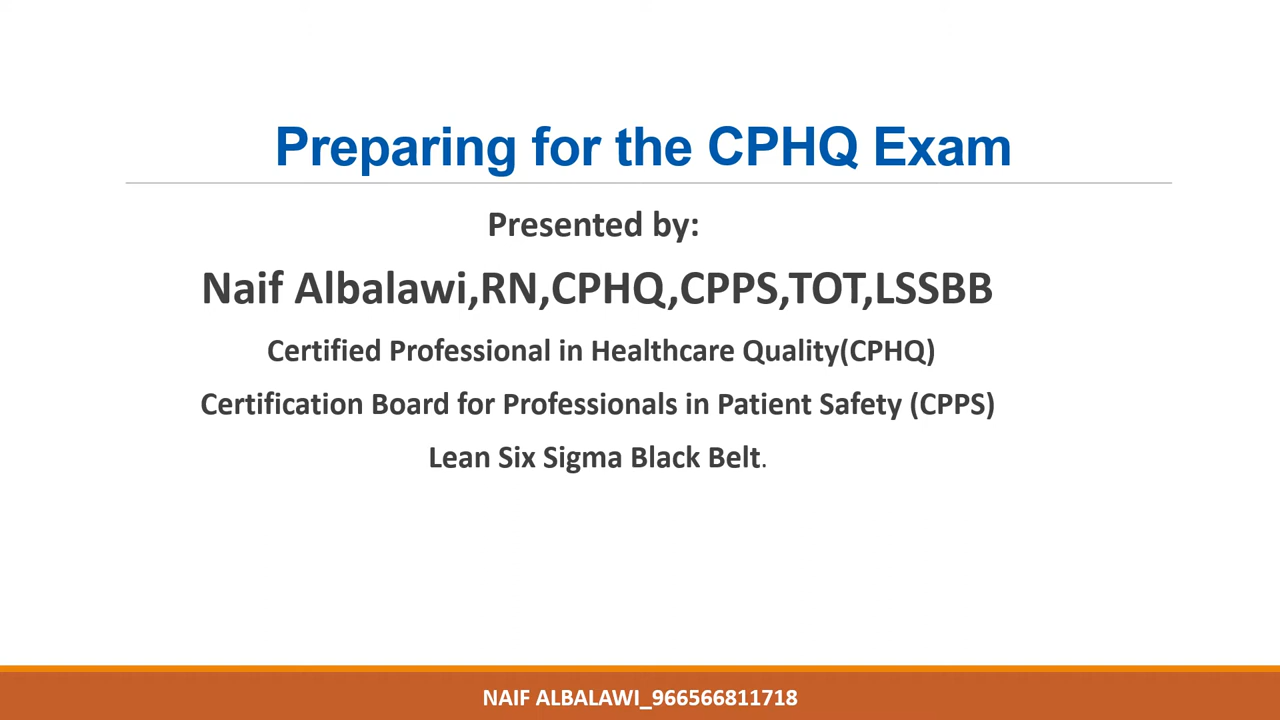 Preparing for the CPHQ Exam
Presented by:
Naif Albalawi,RN,CPHQ,CPPS,TOT,LSSBB
Certified Professional in Healthcare Quality(CPHQ)
Certification Board for Professionals in Patient Safety (CPPS)
Lean Six Sigma Black Belt.
NAIF ALBALAWI_966566811718